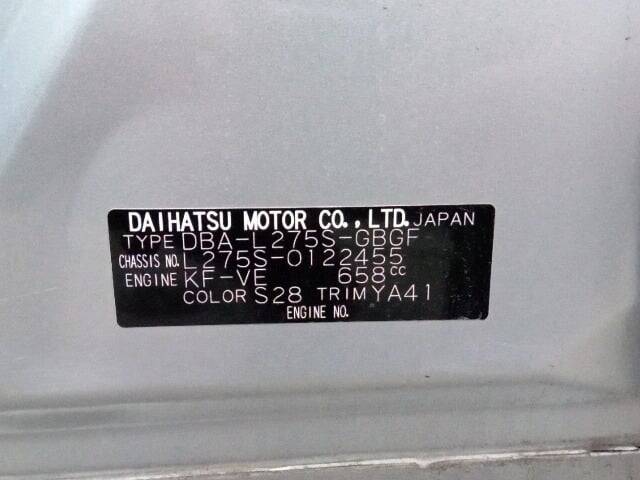 DAIHATSU MOTOR CO., LTD. JAPAN
TYPE DBA-L275S-GBGF
CHASSIS NO. L275S-0122455
ENGINE KF-VE 658cc
COLOR S28 TRIM YA41
ENGINE NO.